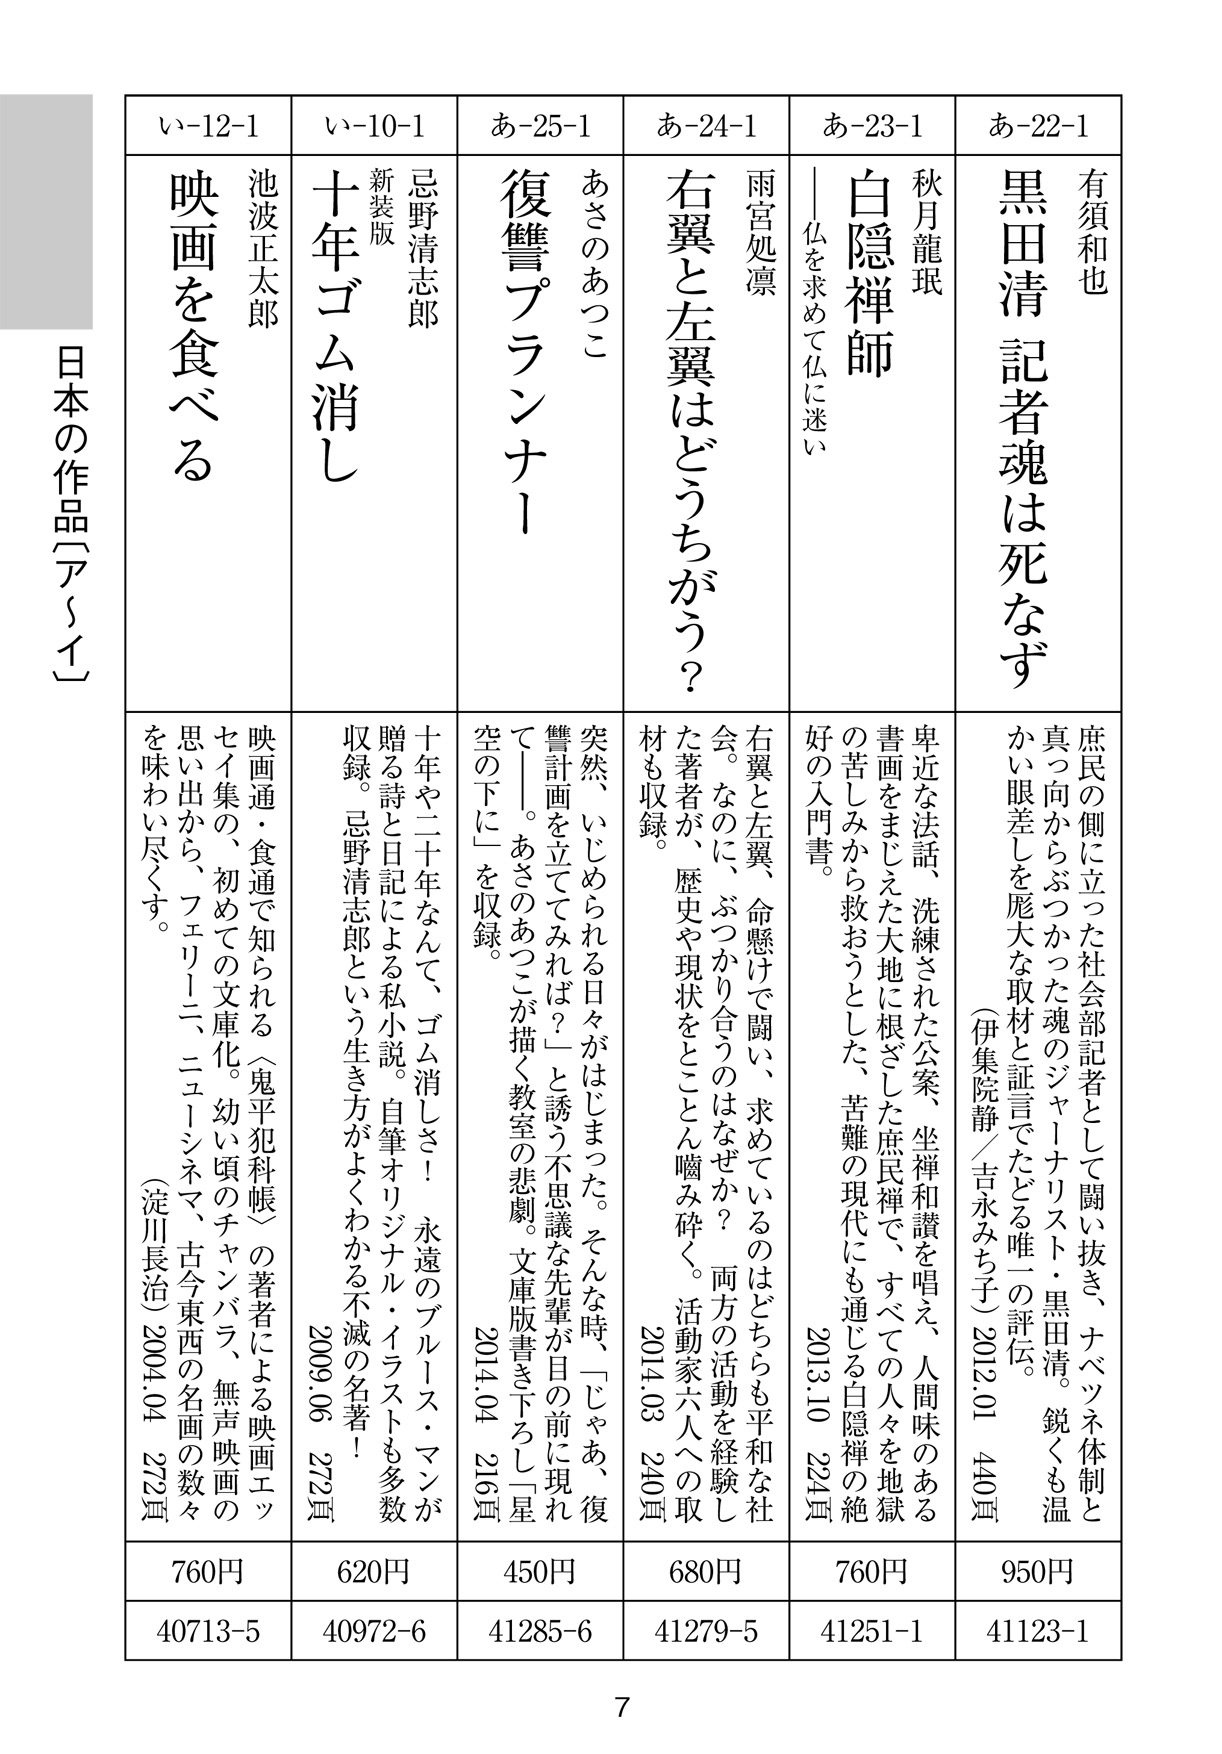 あ-22-1
有須和也
黒田清 記者魂は死なず
庶民の側に立った社会部記者として闘い抜き、ナベツネ体制と
真っ向からぶつかった魂のジャーナリスト・黒田清。鋭くも温
かい眼差しを厖大な取材と証言でたどる唯一の評伝。
（伊集院静／吉永みち子）2012.01 440頁
950円
41123-1
あ-23-1
秋月龍珉
白隠禅師
――仏を求めて仏に迷い
卑近な法話、洗練された公案、坐禅和讃を唱え、人間味のある
書画をまじえた大地に根ざした庶民禅で、すべての人々を地獄
の苦しみから救おうとした、苦難の現代にも通じる白隠禅の絶
好の入門書。 2013.10 224頁
760円
41251-1
あ-24-1
雨宮処凛
右翼と左翼はどうちがう？
右翼と左翼、命懸けで闘い、求めているのはどちらも平和な社
会。なのに、ぶつかり合うのはなぜか？ 両方の活動を経験し
た著者が、歴史や現状をとことん噛み砕く。活動家六人への取
材も収録。 2014.03 240頁
680円
41279-5
あ-25-1
あさのあつこ
復讐プランナー
突然、いじめられる日々がはじまった。そんな時、「じゃあ、復
讐計画を立ててみれば？」と誘う不思議な先輩が目の前に現れ
て――。あさのあつこが描く教室の悲劇。文庫版書き下ろし「星
空の下に」を収録。 2014.04 216頁
450円
41285-6
い-10-1
忌野清志郎
新装版
十年ゴム消し
十年や二十年なんて、ゴム消しさ！ 永遠のブルース・マンが
贈る詩と日記による私小説。自筆オリジナル・イラストも多数
収録。忌野清志郎という生き方がよくわかる不滅の名著！
2009.06 272頁
620円
40972-6
い-12-1
池波正太郎
映画を食べる
映画通・食通で知られる〈鬼平犯科帳〉の著者による映画エッ
セイ集の、初めての文庫化。幼い頃のチャンバラ、無声映画の
思い出から、フェリーニ、ニューシネマ、古今東西の名画の数々
を味わい尽くす。 （淀川長治）2004.04 272頁
760円
40713-5
日本の作品〔ア～イ〕
7